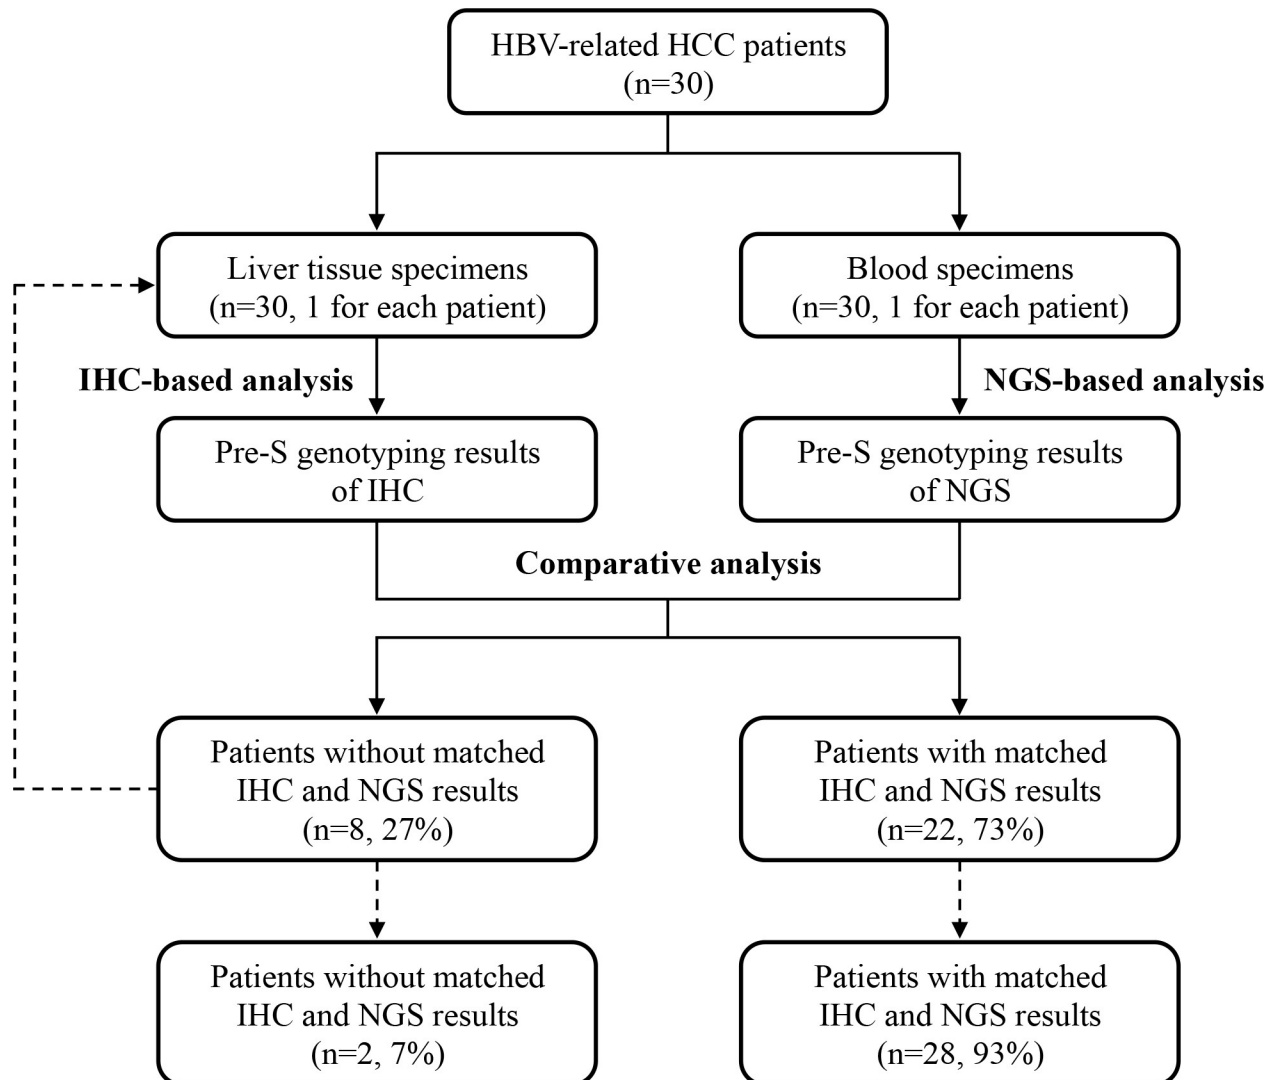 HBV-related HCC patients
(n=30)
Liver tissue specimens
(n=30, 1 for each patient)
Blood specimens
(n=30, 1 for each patient)
IHC-based analysis
NGS-based analysis
Pre-S genotyping results
of IHC
Pre-S genotyping results
of NGS
Comparative analysis
Patients without matched
IHC and NGS results
(n=8, 27%)
Patients with matched
IHC and NGS results
(n=22, 73%)
Patients without matched
IHC and NGS results
(n=2, 7%)
Patients with matched
IHC and NGS results
(n=28, 93%)